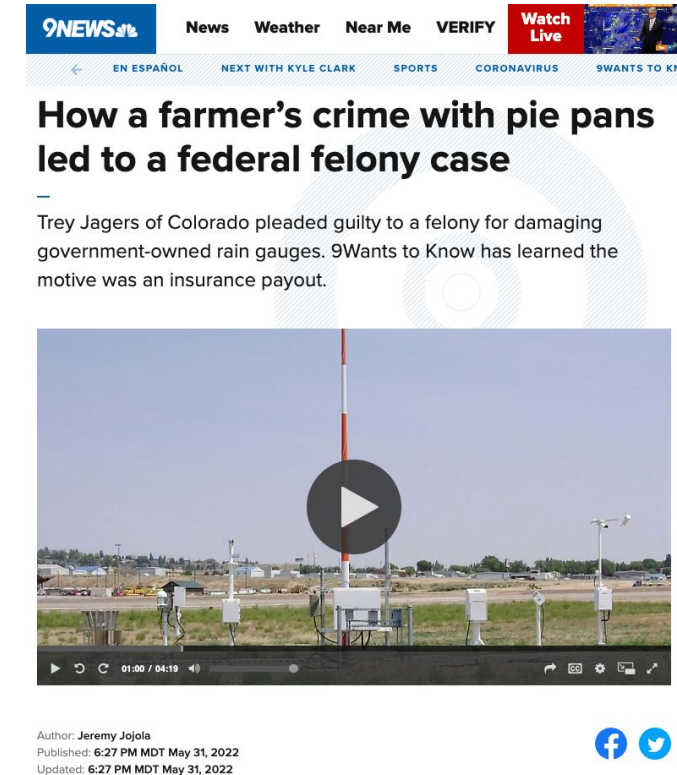 9NEWS
News Weather Near Me VERIFY Watch Live
EN ESPAÑOL NEXT WITH KYLE CLARK SPORTS CORONAVIRUS 9WANTS TO
How a farmer's crime with pie pans
led to a federal felony case
Trey Jagers of Colorado pleaded guilty to a felony for damaging
government-owned rain gauges. 9Wants to Know has learned the
motive was an insurance payout.
01:00 / 04:19 CC
Author: Jeremy Jojola
Published: 6:27 PM MDT May 31, 2022
Updated: 6:27 PM MDT May 31, 2022